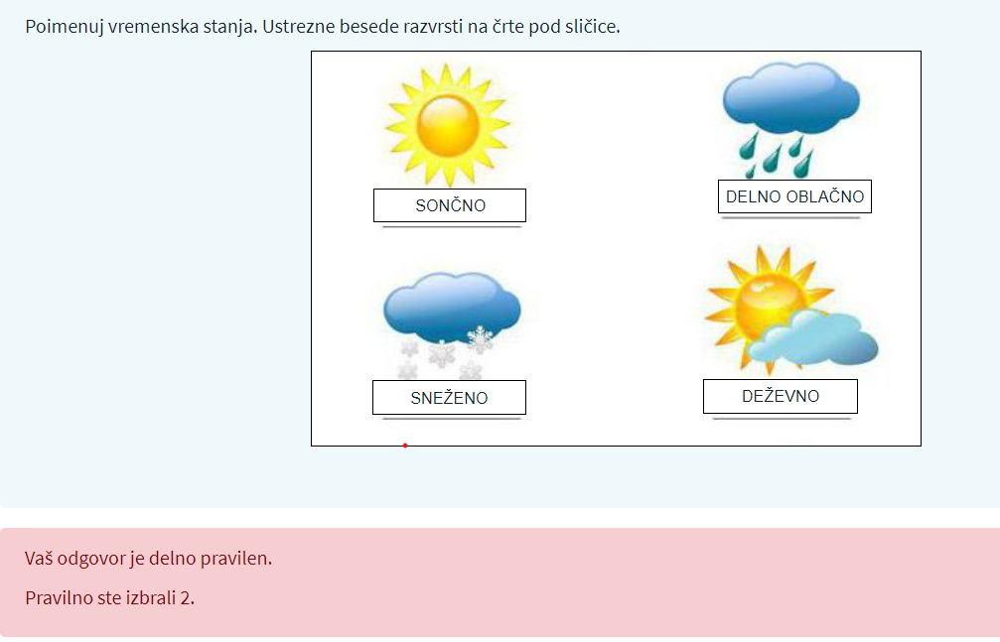 Poimenuj vremenska stanja. Ustrezne besede razvrsti na črte pod sličice.
SONČNO
DELNO OBLAČNO
SNEŽENO
DEŽEVNO
Vaš odgovor je delno pravilen.
Pravilno ste izbrali 2.